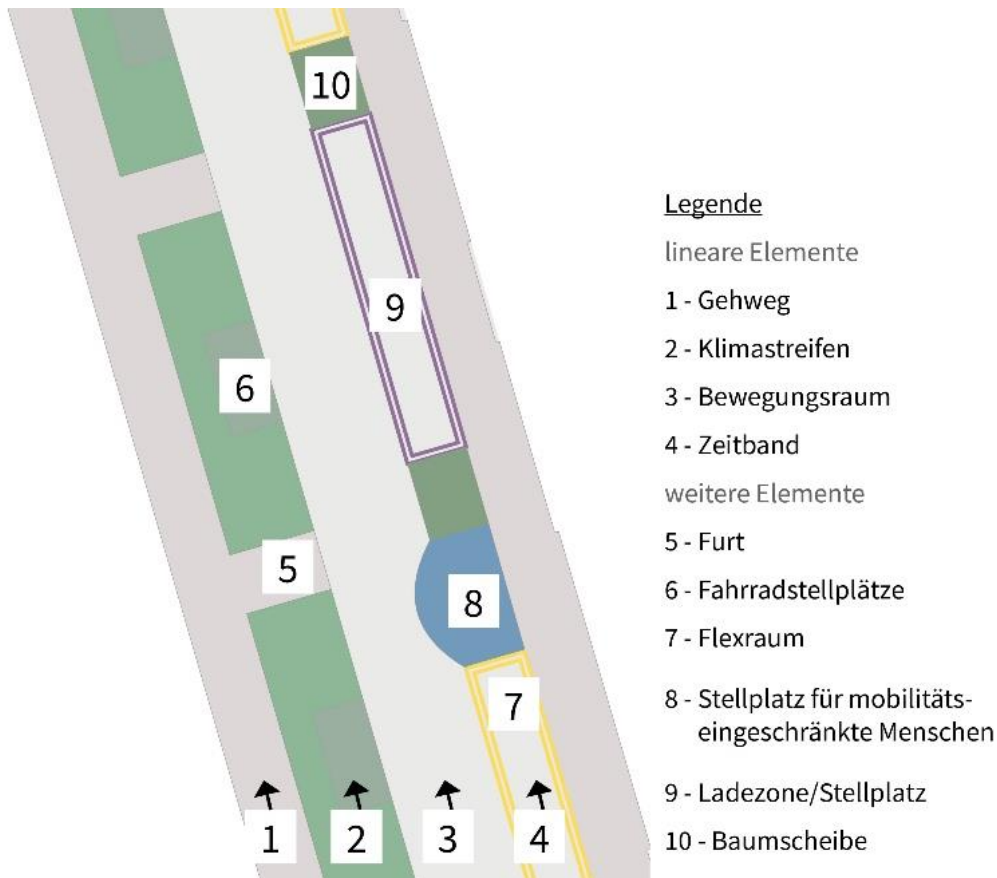 10
9
6
5
8
7
1
2
3
4
Legende
lineare Elemente
1 - Gehweg
2 - Klimastreifen
3 - Bewegungsraum
4 - Zeitband
weitere Elemente
5 - Furt
6 - Fahrradstellplätze
7 - Flexraum
8 - Stellplatz für mobilitäts-
eingeschränkte Menschen
9 - Ladezone/Stellplatz
10 - Baumscheibe